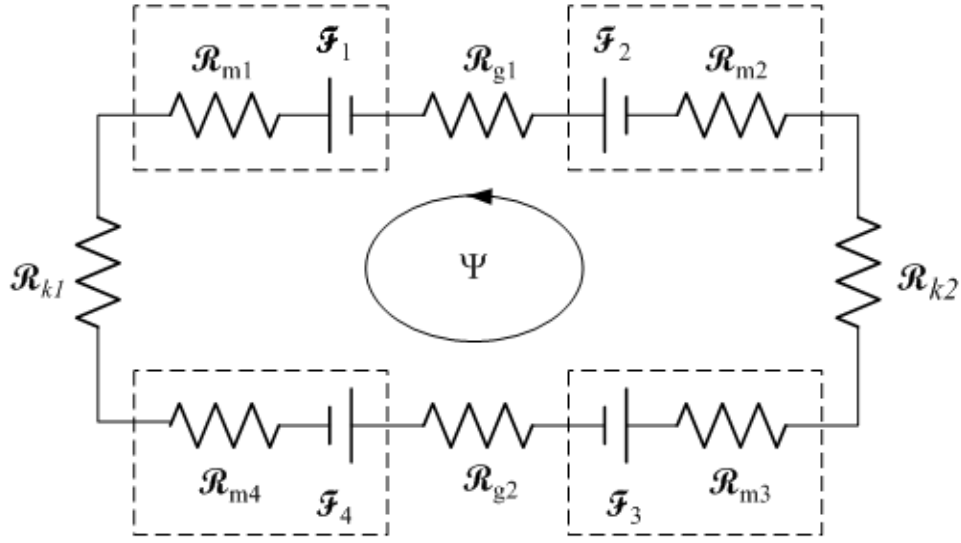 ℱ1 ℱ2
ℛm1 ℛg1 ℛm2
ℛk1 Ψ ℛk2
ℛm4 ℛg2 ℛm3
ℱ4 ℱ3